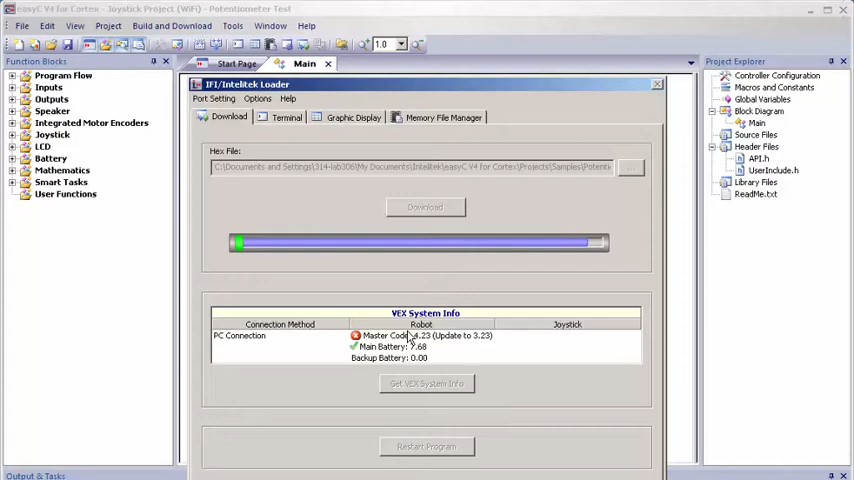 easyC V4 for Cortex - Joystick Project (WiFi) - Potentiometer Test
File Edit View Project Build and Download Tools Window Help
1.0
Function Blocks
Start Page
Main
Project Explorer
Program Flow
Inputs
Outputs
Speaker
Integrated Motor Encoders
Joystick
LCD
Battery
Mathematics
Smart Tasks
User Functions
IFI/Intelitek Loader
Port Setting Options Help
Download Terminal Graphic Display Memory File Manager
Hex File:
C:\Documents and Settings\314-lab306\My Documents\Intelitek\easyC V4 for Cortex\Projects\Samples\Potenti
...
Download
VEX System Info
Connection Method Robot Joystick
PC Connection
Master Code: 4.23 (Update to 3.23)
Main Battery: 7.68
Backup Battery: 0.00
Get VEX System Info
Restart Program
Controller Configuration
Macros and Constants
Global Variables
Block Diagram
Main
Source Files
Header Files
API.h
UserInclude.h
Library Files
ReadMe.txt
Output & Tasks